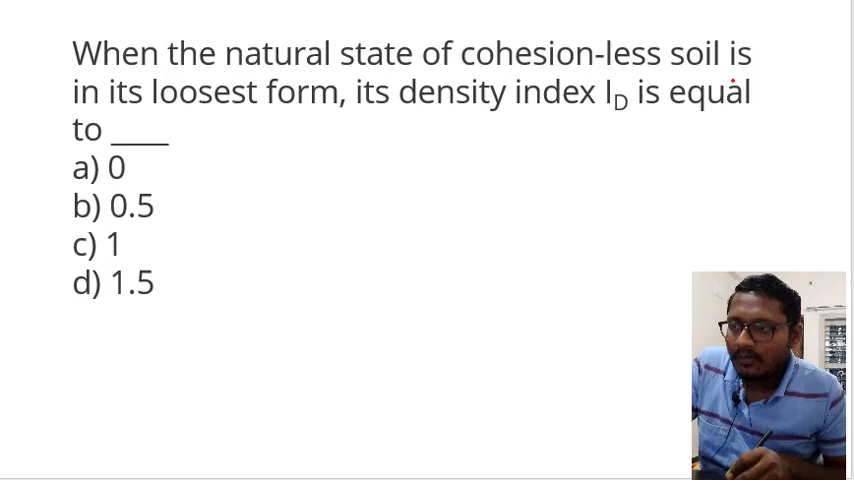 When the natural state of cohesion-less soil is
in its loosest form, its density index I_D is equal
to ____
a) 0
b) 0.5
c) 1
d) 1.5